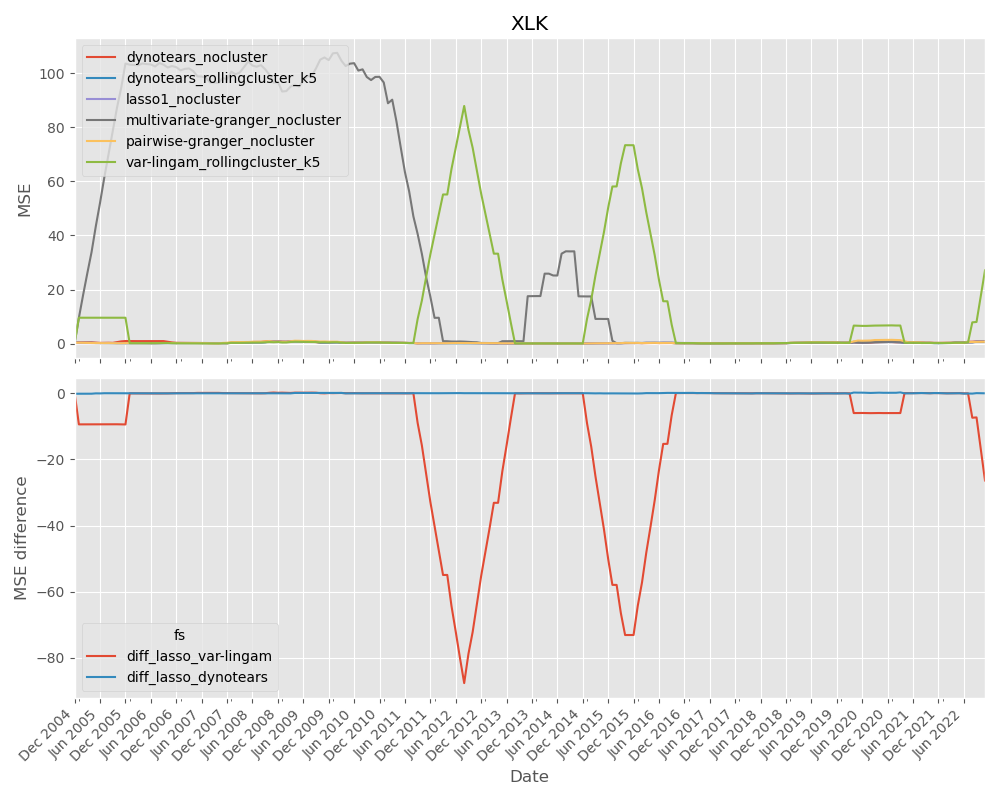 XLK
MSE
100
80
60
40
20
0
dynotears_nocluster
dynotears_rollingcluster_k5
lasso1_nocluster
multivariate-granger_nocluster
pairwise-granger_nocluster
var-lingam_rollingcluster_k5
MSE difference
0
−20
−40
−60
−80
fs
diff_lasso_var-lingam
diff_lasso_dynotears
Dec 2004
Jun 2005
Dec 2005
Jun 2006
Dec 2006
Jun 2007
Dec 2007
Jun 2008
Dec 2008
Jun 2009
Dec 2009
Jun 2010
Dec 2010
Jun 2011
Dec 2011
Jun 2012
Dec 2012
Jun 2013
Dec 2013
Jun 2014
Dec 2014
Jun 2015
Dec 2015
Jun 2016
Dec 2016
Jun 2017
Dec 2017
Jun 2018
Dec 2018
Jun 2019
Dec 2019
Jun 2020
Dec 2020
Jun 2021
Dec 2021
Jun 2022
Date